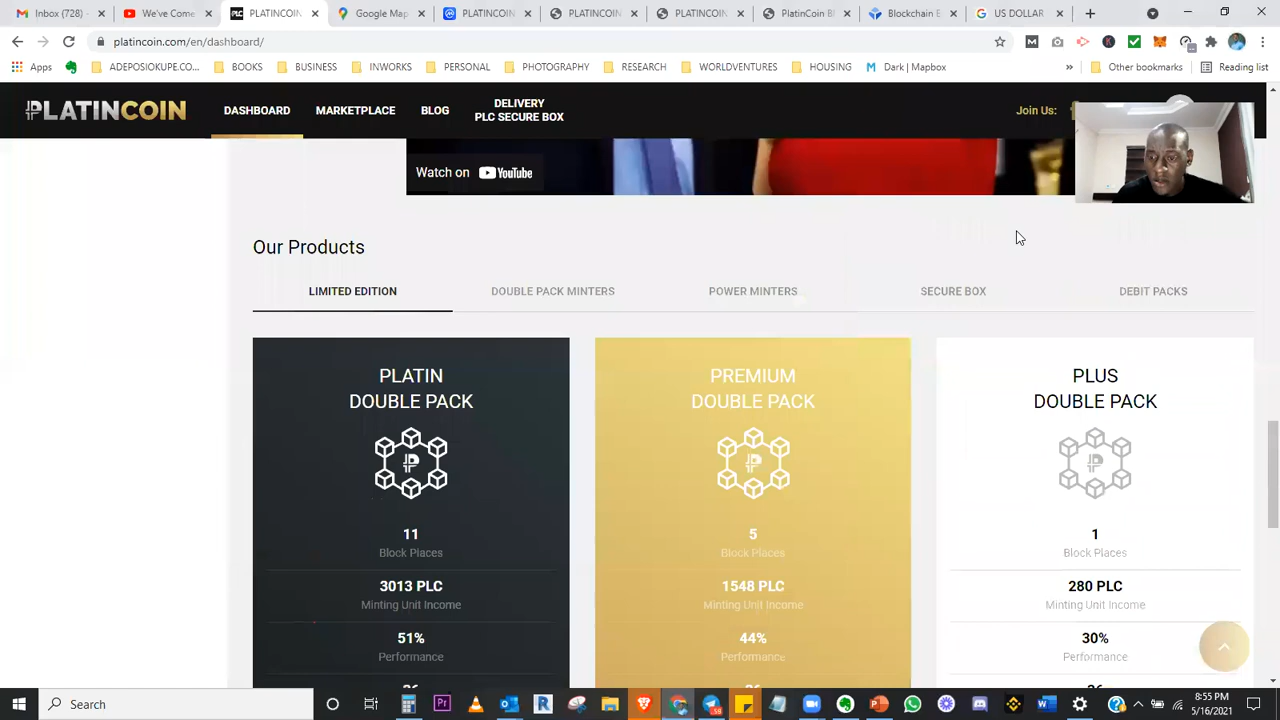 Inbox (728) -
We've Come
PLATINCOIN
Google Map
PLATINCOIN
PLATINCOIN
PLATINCOIN
PlatinCoin
Blockchain
US DOLLAR
platincoin.com/en/dashboard/
Apps
ADEPOSIOKUPE.CO...
BOOKS
BUSINESS
INWORKS
PERSONAL
PHOTOGRAPHY
RESEARCH
WORLDVENTURES
HOUSING
Dark | Mapbox
Other bookmarks
Reading list
PLATINCOIN
DASHBOARD
MARKETPLACE
BLOG
DELIVERY
PLC SECURE BOX
Join Us:
Watch on YouTube
Our Products
LIMITED EDITION
DOUBLE PACK MINTERS
POWER MINTERS
SECURE BOX
DEBIT PACKS
PLATIN
DOUBLE PACK
11
Block Places
3013 PLC
Minting Unit Income
51%
Performance
PREMIUM
DOUBLE PACK
5
Block Places
1548 PLC
Minting Unit Income
44%
Performance
PLUS
DOUBLE PACK
1
Block Places
280 PLC
Minting Unit Income
30%
Performance
Search
8:55 PM
5/16/2021